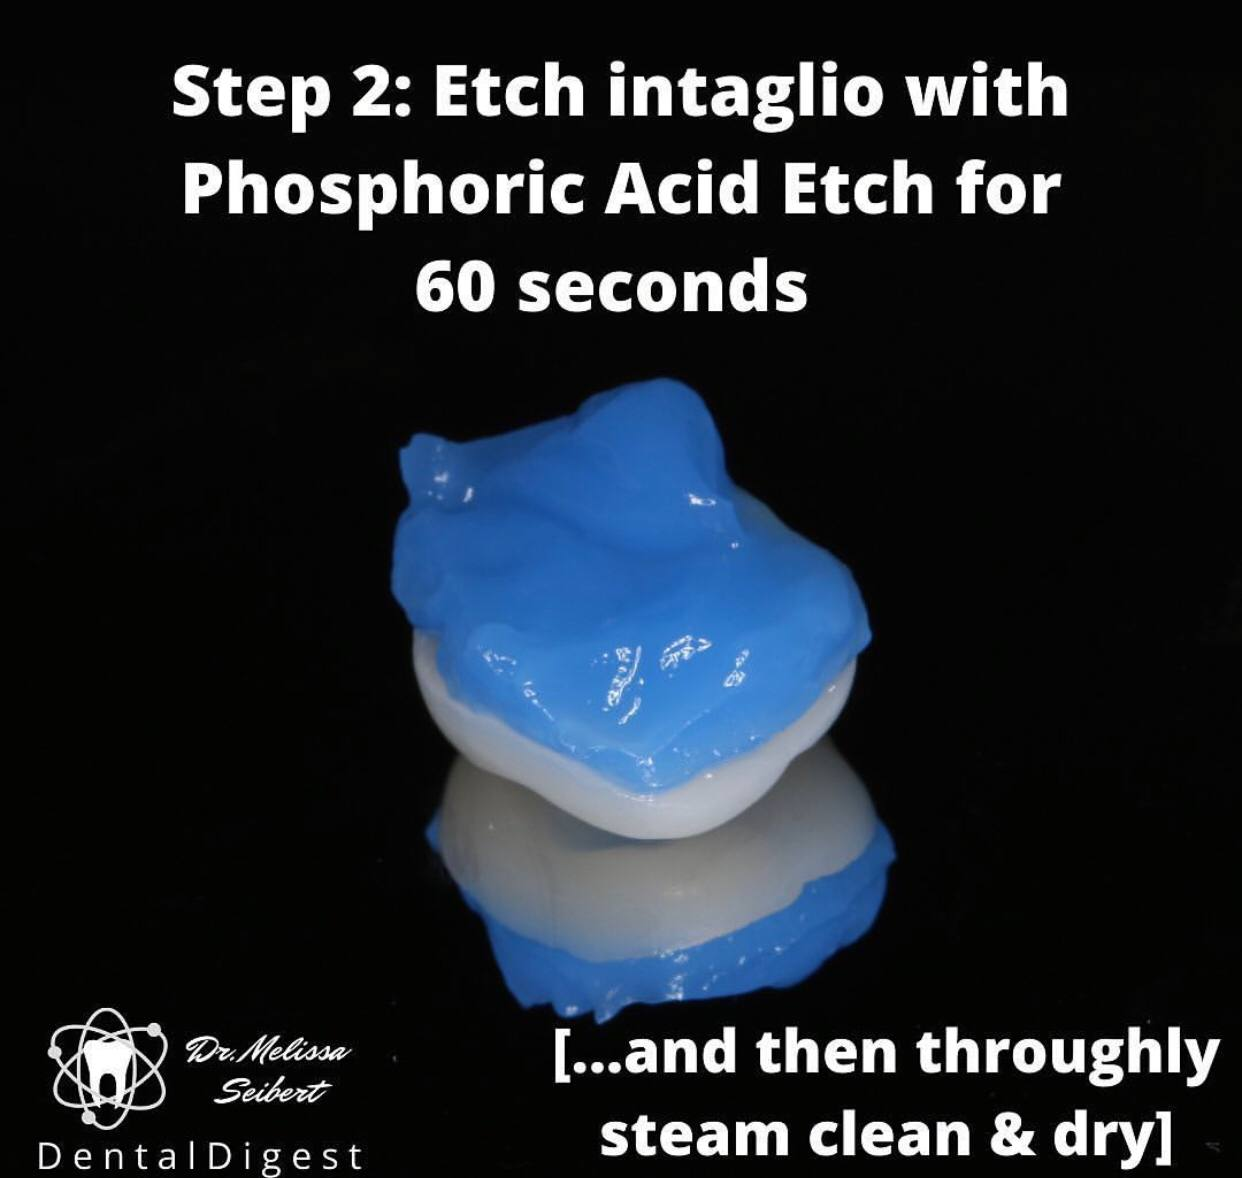 Step 2: Etch intaglio with
Phosphoric Acid Etch for
60 seconds
Dr. Melissa
Seibert
DentalDigest
[...and then throughly
steam clean & dry]